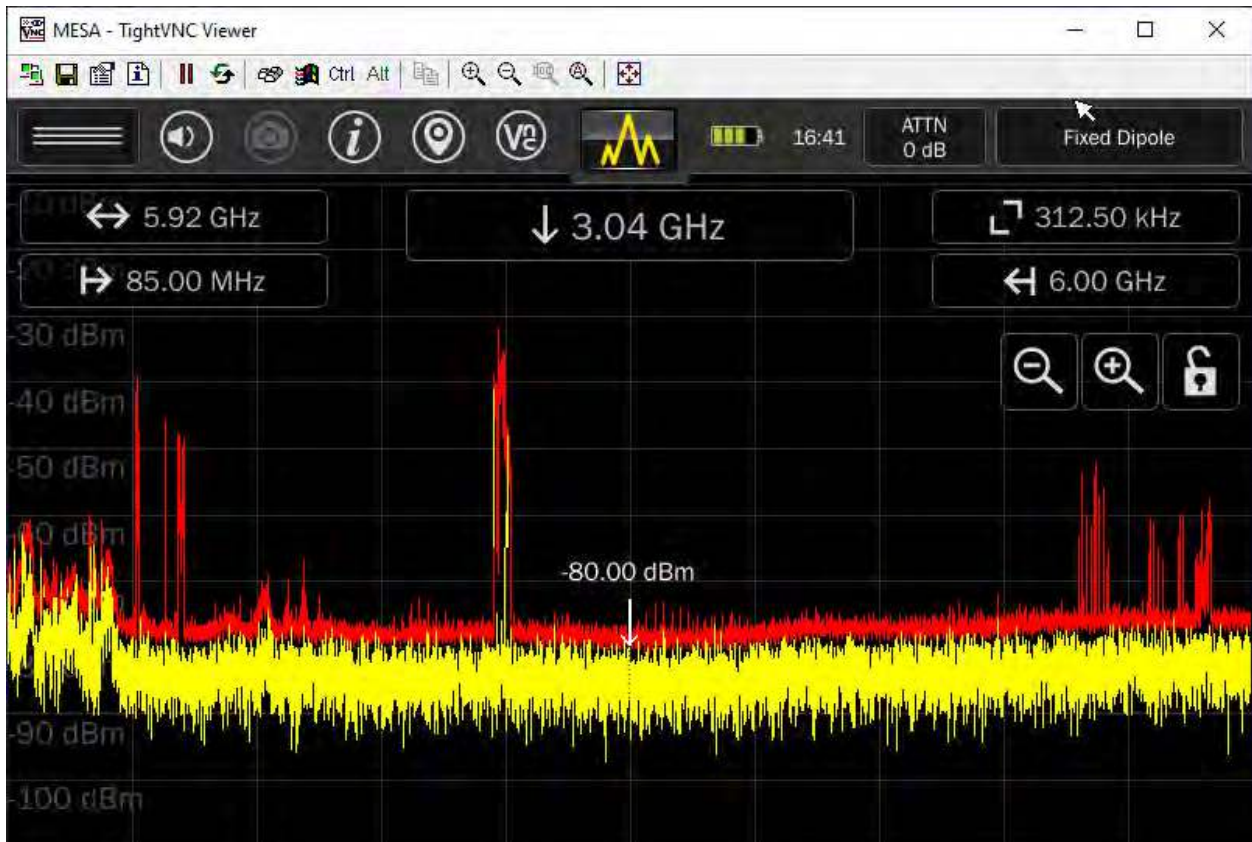 MESA - TightVNC Viewer
Ctrl Alt
16:41
ATTN
0 dB
Fixed Dipole
5.92 GHz
3.04 GHz
312.50 kHz
85.00 MHz
6.00 GHz
-30 dBm
-40 dBm
-50 dBm
-80.00 dBm
-90 dBm
-100 dBm